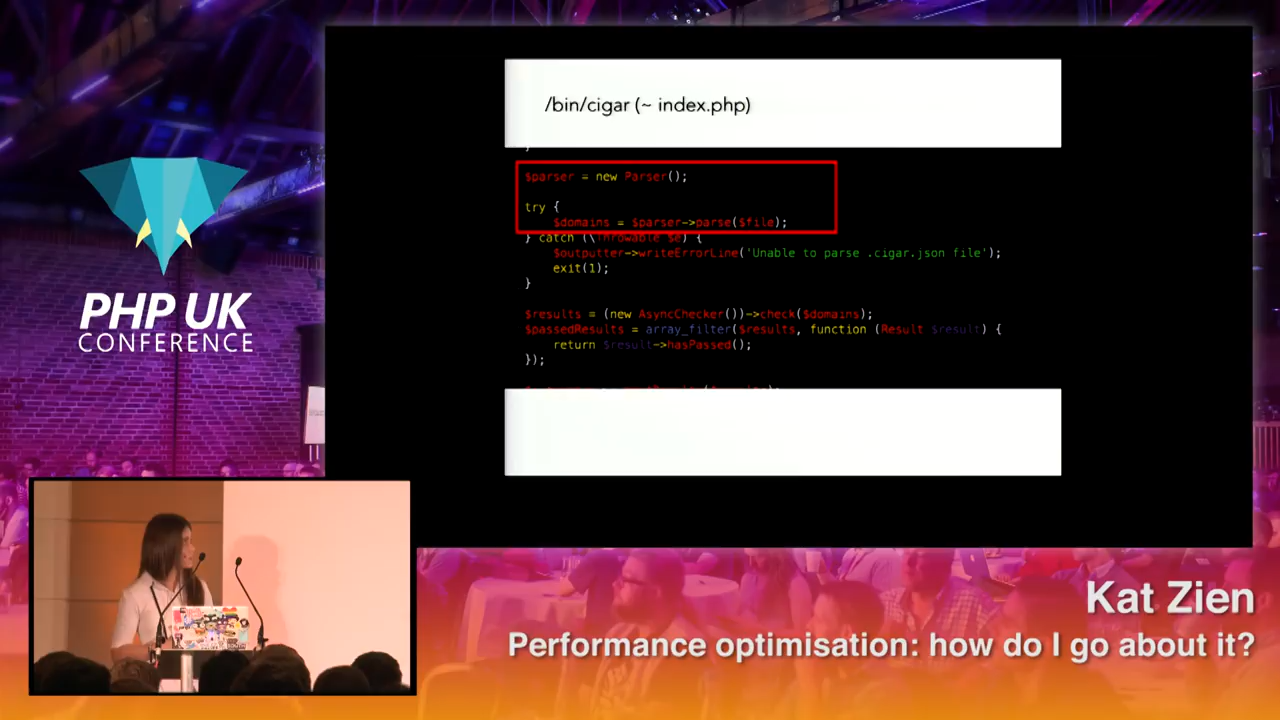 PHP UK
CONFERENCE
/bin/cigar (~ index.php)
}
$parser = new Parser();
try {
$domains = $parser->parse($file);
} catch (\Throwable $e) {
$outputter->writeErrorLine('Unable to parse .cigar.json file');
exit(1);
}
$results = (new AsyncChecker())->check($domains);
$passedResults = array_filter($results, function (Result $result) {
return $result->hasPassed();
});
Kat Zien
Performance optimisation: how do I go about it?